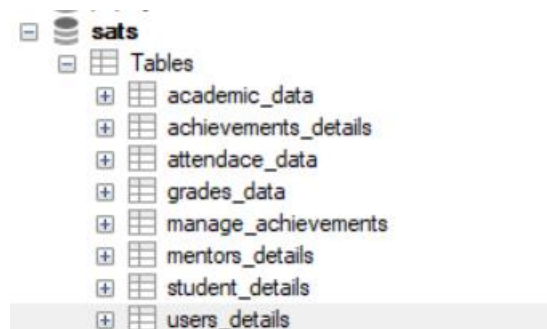 sats
Tables
academic_data
achievements_details
attendace_data
grades_data
manage_achievements
mentors_details
student_details
users_details